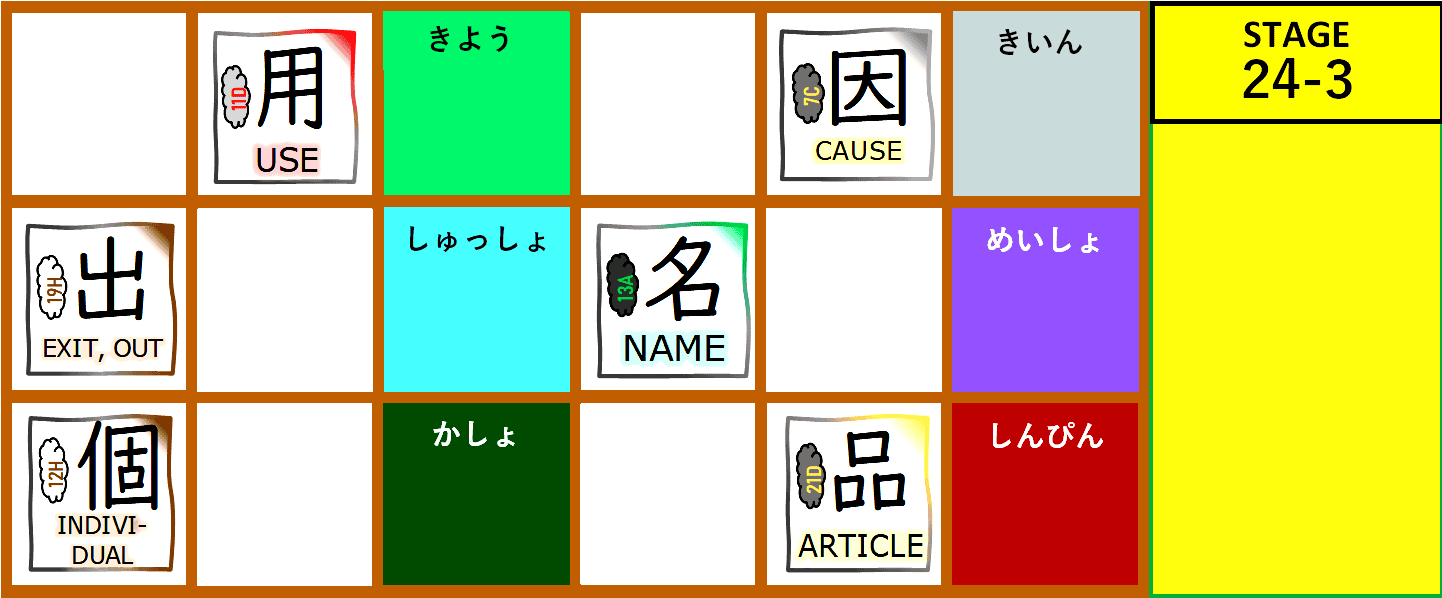 11D
用
USE
きよう
7C
因
CAUSE
きいん
STAGE
24-3
19H
出
EXIT, OUT
しゅっしょ
13A
名
NAME
めいしょ
12H
個
INDIVI-
DUAL
かしょ
21D
品
ARTICLE
しんぴん